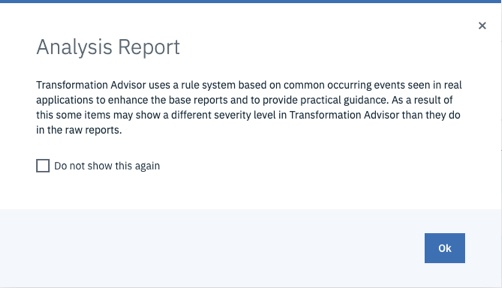 Analysis Report
Transformation Advisor uses a rule system based on common occurring events seen in real
applications to enhance the base reports and to provide practical guidance. As a result of
this some items may show a different severity level in Transformation Advisor than they do
in the raw reports.
Do not show this again
Ok